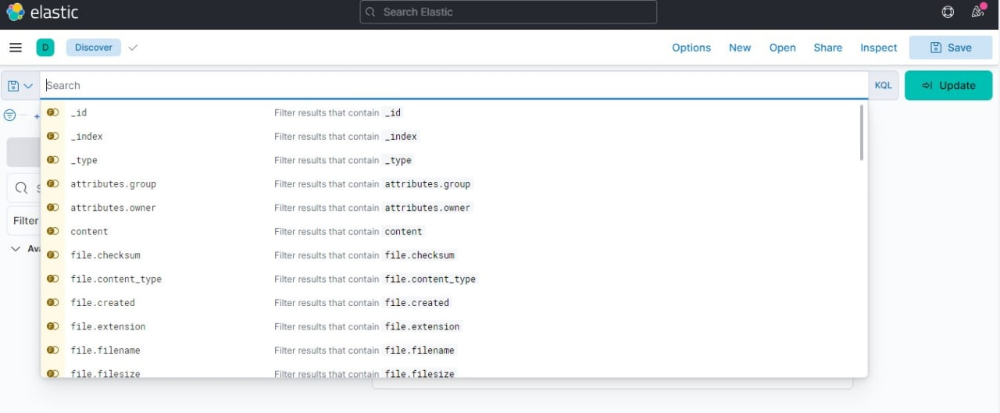 elastic
Search Elastic
D Discover Options New Open Share Inspect Save
Search KQL Update
_id Filter results that contain _id
_index Filter results that contain _index
_type Filter results that contain _type
attributes.group Filter results that contain attributes.group
attributes.owner Filter results that contain attributes.owner
content Filter results that contain content
Filter
file.checksum Filter results that contain file.checksum
file.content_type Filter results that contain file.content_type
file.created Filter results that contain file.created
file.extension Filter results that contain file.extension
file.filename Filter results that contain file.filename
file.filesize Filter results that contain file.filesize